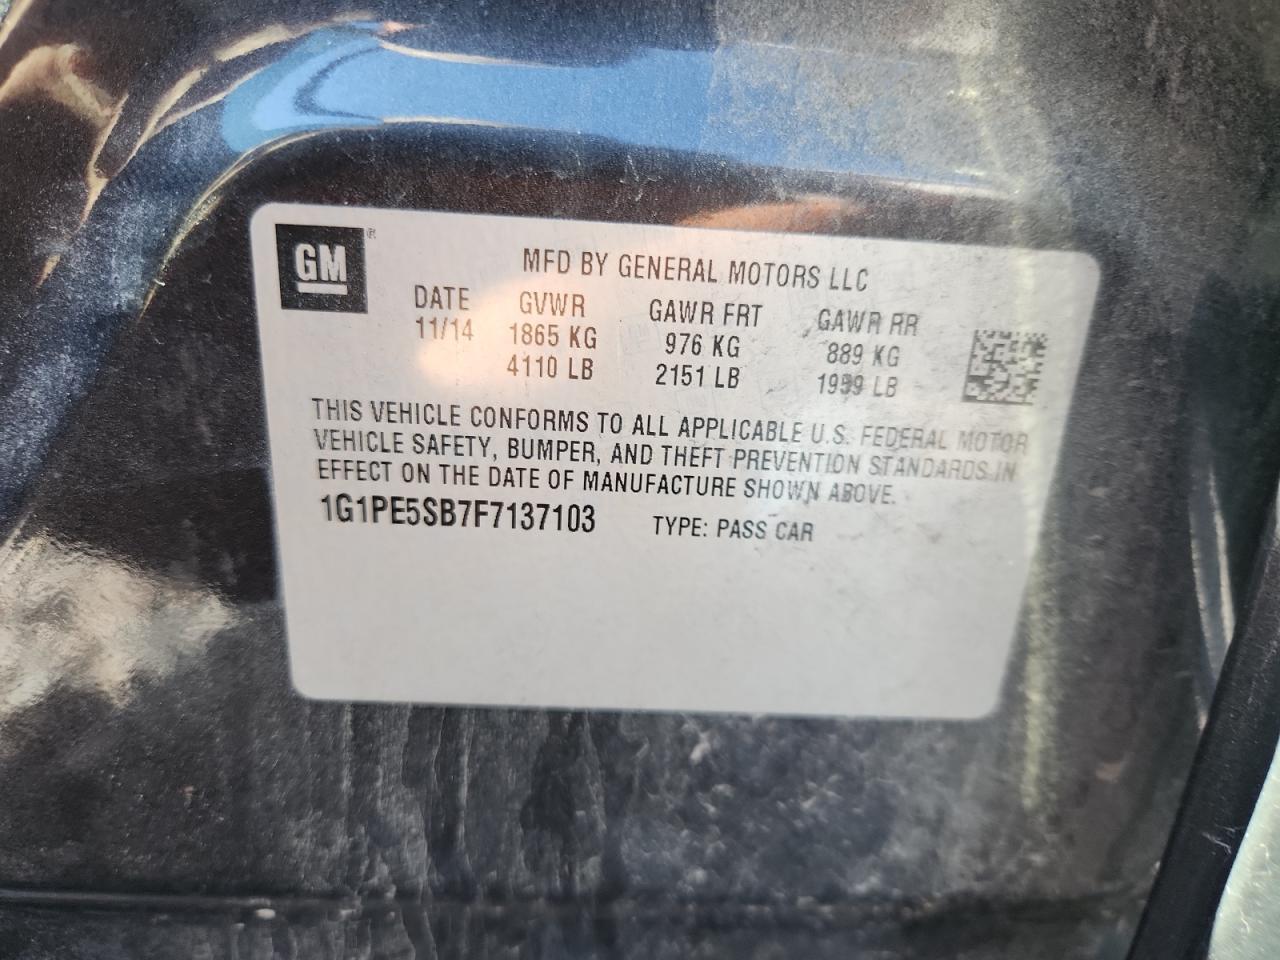 GM ®
MFD BY GENERAL MOTORS LLC
DATE GVWR GAWR FRT GAWR RR
11/14 1865 KG 976 KG 889 KG
4110 LB 2151 LB 1959 LB
THIS VEHICLE CONFORMS TO ALL APPLICABLE U.S. FEDERAL MOTOR
VEHICLE SAFETY, BUMPER, AND THEFT PREVENTION STANDARDS IN
EFFECT ON THE DATE OF MANUFACTURE SHOWN ABOVE.
1G1PE5SB7F7137103 TYPE: PASS CAR